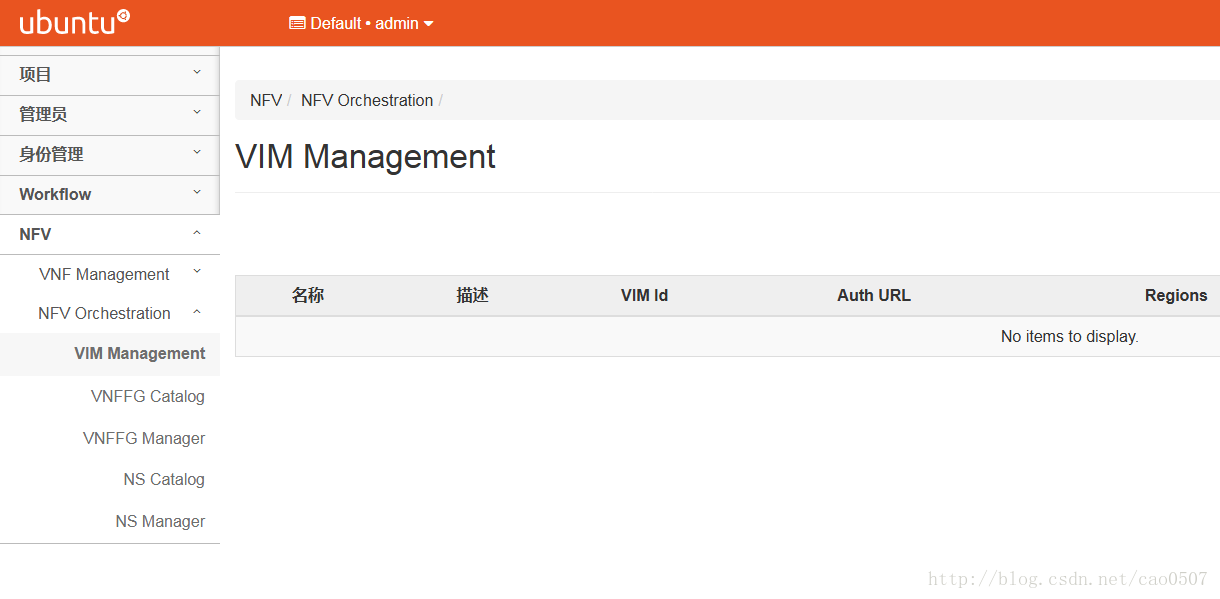 ubuntu
Default • admin
项目
管理员
身份管理
Workflow
NFV
VNF Management
NFV Orchestration
VIM Management
VNFFG Catalog
VNFFG Manager
NS Catalog
NS Manager
NFV / NFV Orchestration /
VIM Management
名称 描述 VIM Id Auth URL Regions
No items to display.
http://blog.csdn.net/cao0507